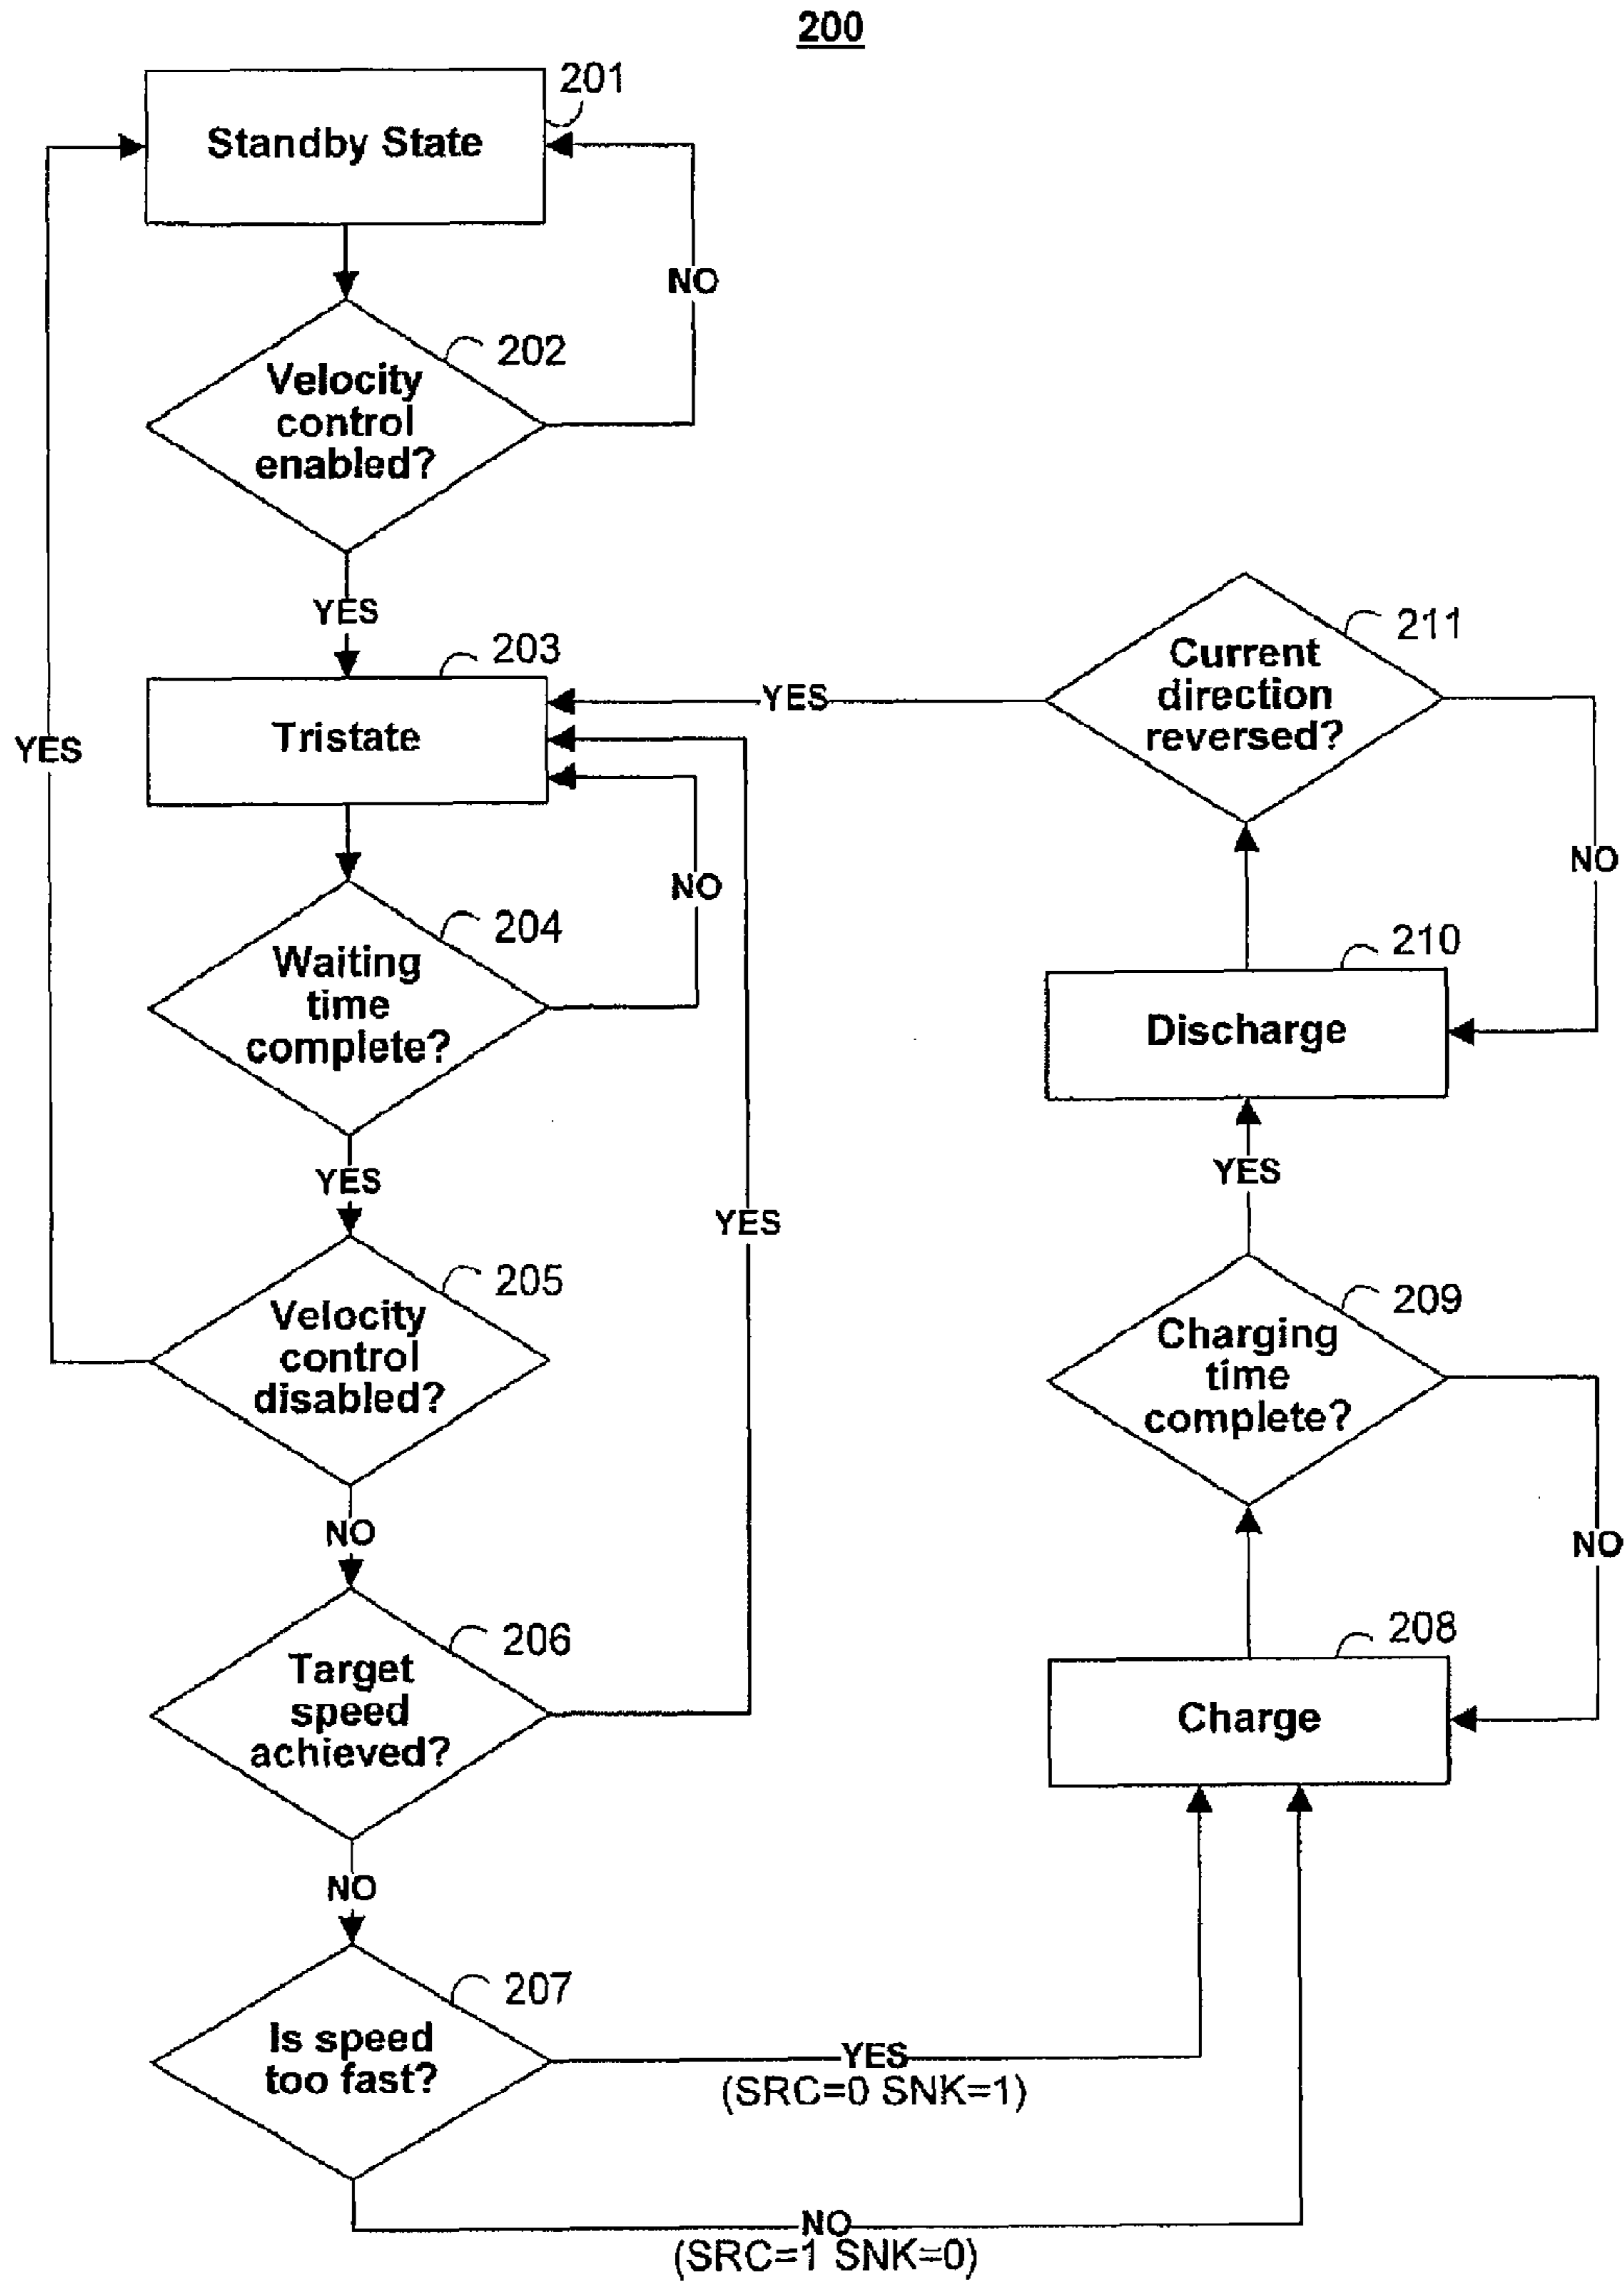 200
201
Standby State
NO
202
Velocity
control
enabled?
YES
203
Tristate
YES
211
Current
direction
reversed?
NO
YES
NO
204
Waiting
time
complete?
210
Discharge
YES
YES
YES
205
Velocity
control
disabled?
209
Charging
time
complete?
NO
NO
206
Target
speed
achieved?
208
Charge
NO
207
Is speed
too fast?
YES
(SRC=0 SNK=1)
NO
(SRC=1 SNK=0)